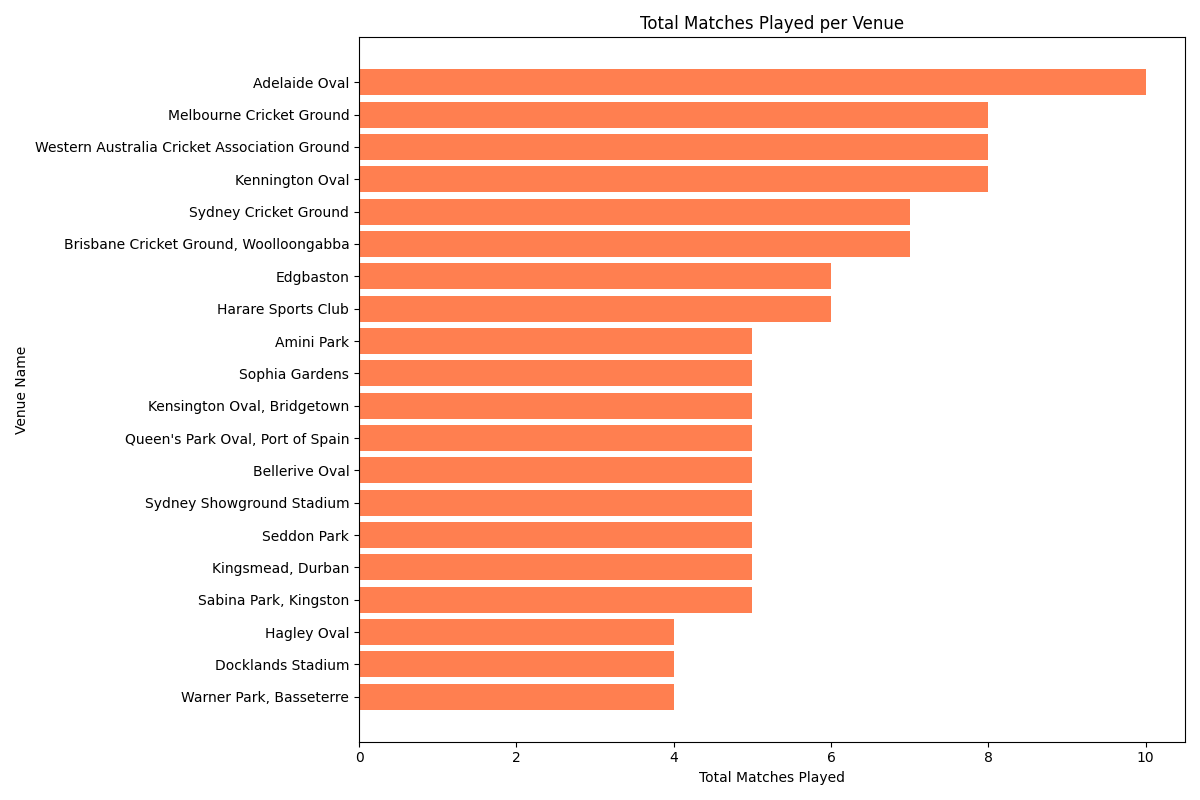 Total Matches Played per Venue
Venue Name
Adelaide Oval
Melbourne Cricket Ground
Western Australia Cricket Association Ground
Kennington Oval
Sydney Cricket Ground
Brisbane Cricket Ground, Woolloongabba
Edgbaston
Harare Sports Club
Amini Park
Sophia Gardens
Kensington Oval, Bridgetown
Queen's Park Oval, Port of Spain
Bellerive Oval
Sydney Showground Stadium
Seddon Park
Kingsmead, Durban
Sabina Park, Kingston
Hagley Oval
Docklands Stadium
Warner Park, Basseterre
0 2 4 6 8 10
Total Matches Played